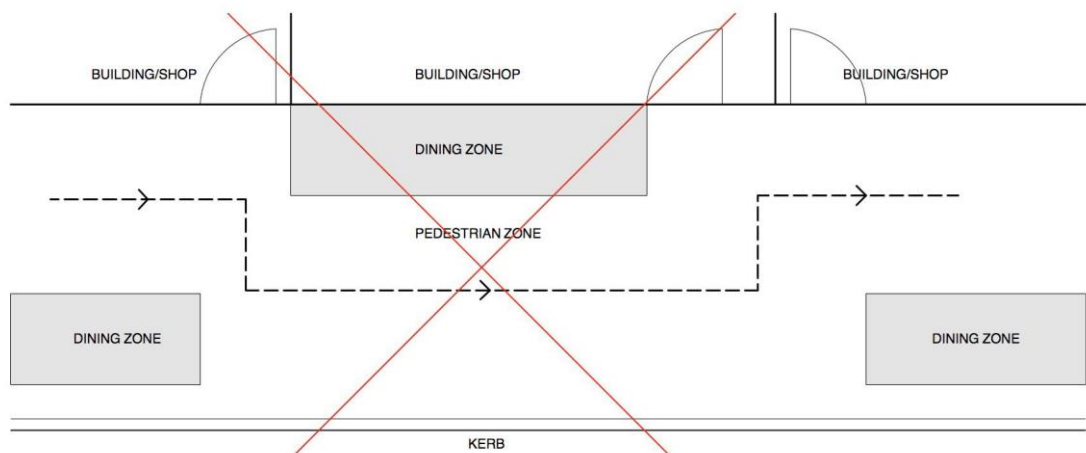 BUILDING/SHOP
BUILDING/SHOP
BUILDING/SHOP
DINING ZONE
PEDESTRIAN ZONE
DINING ZONE
DINING ZONE
KERB